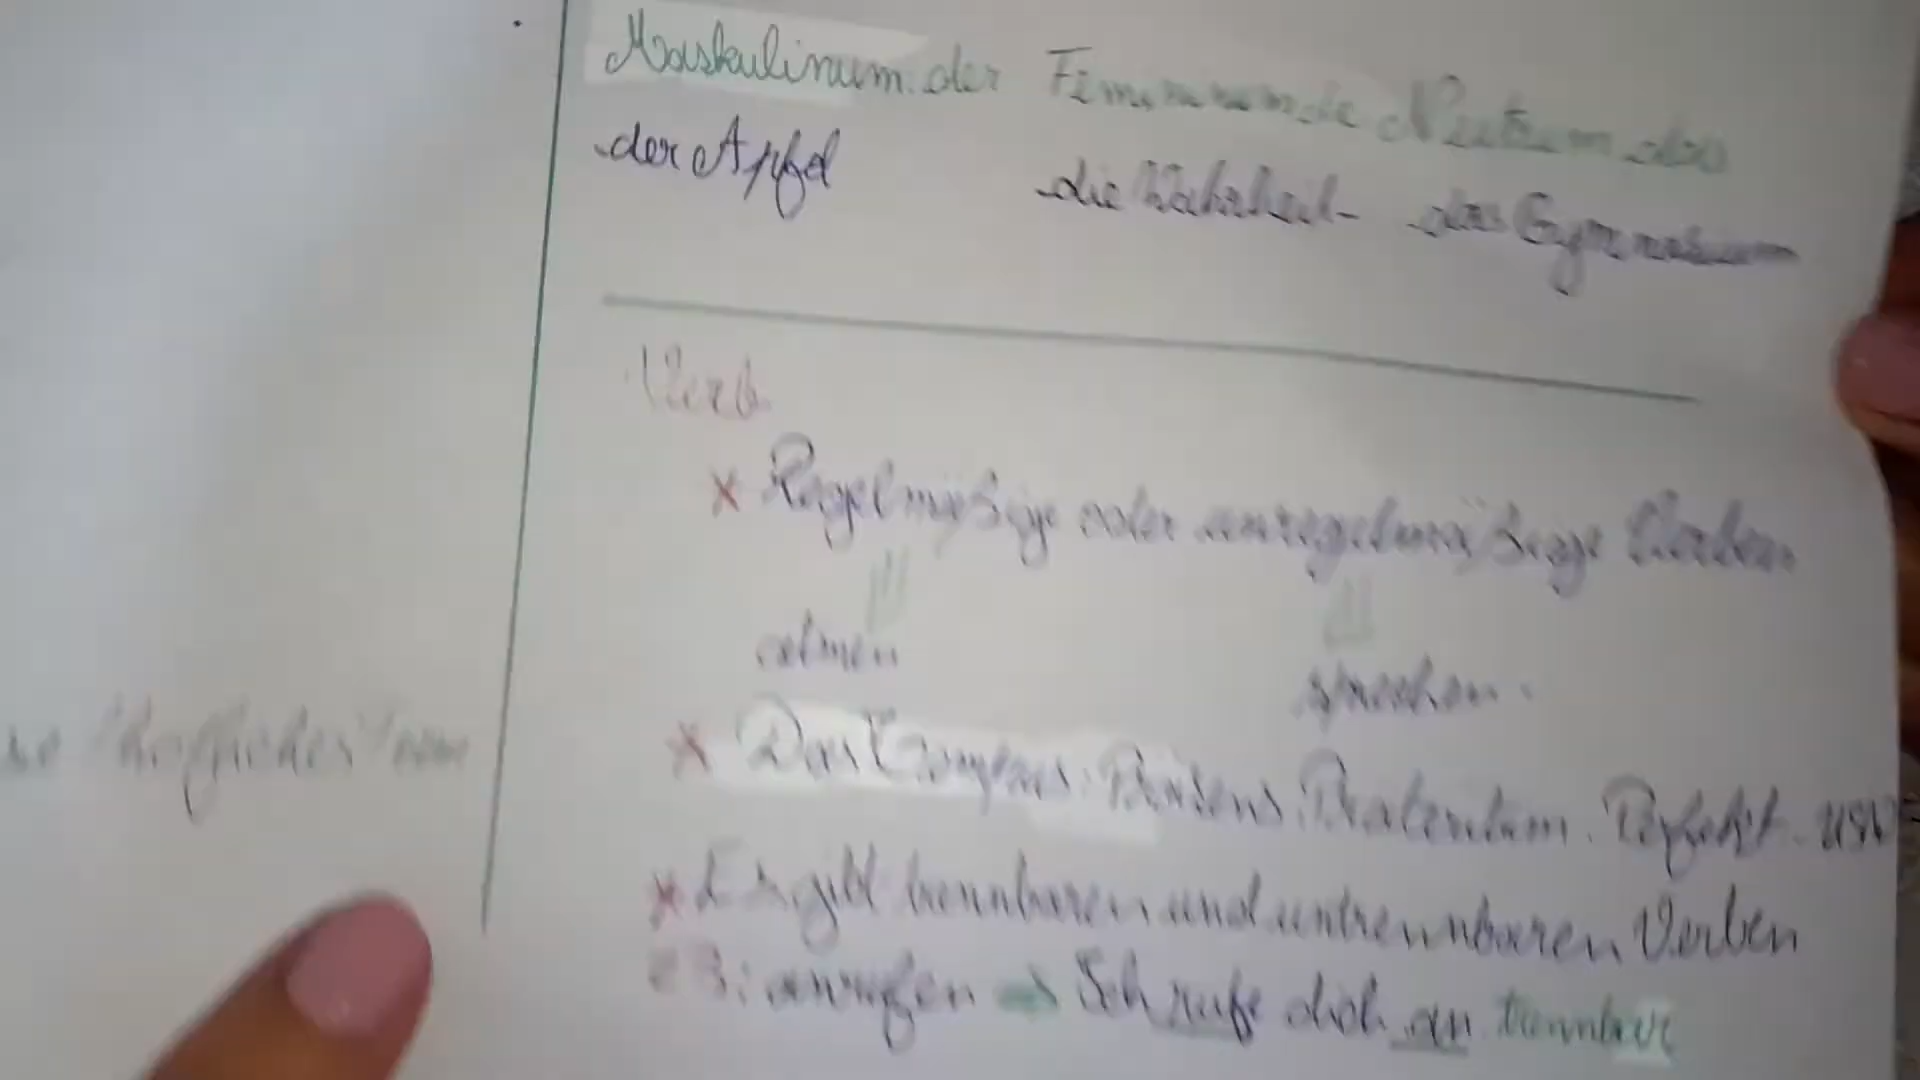 Maskulinum. der Femininum die Neutrum das
der Apfel die Wahrheit das Gymnasium
Verb
x Regelmäßige oder unregelmäßige Verben
atmen sprechen
x Das Tempus: Präsens, Präteritum. Perfekt. USW
x Es gibt trennbaren und untrennbaren Verben
ZB: anrufen → Ich rufe dich an trennbar